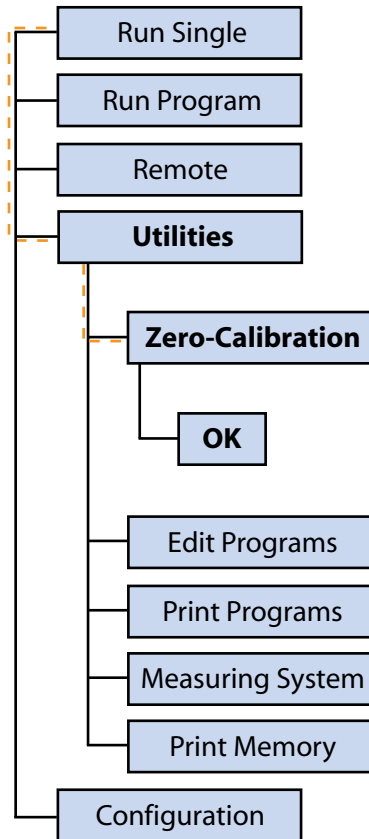 Run Single
Run Program
Remote
Utilities
Zero-Calibration
OK
Edit Programs
Print Programs
Measuring System
Print Memory
Configuration